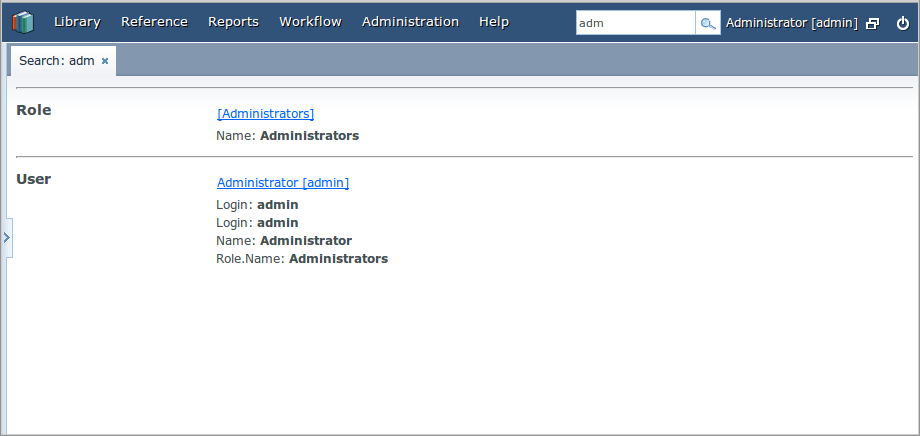 Library Reference Reports Workflow Administration Help adm Administrator [admin]
Search: adm ×
Role [Administrators]
Name: Administrators
User Administrator [admin]
Login: admin
Login: admin
Name: Administrator
Role.Name: Administrators